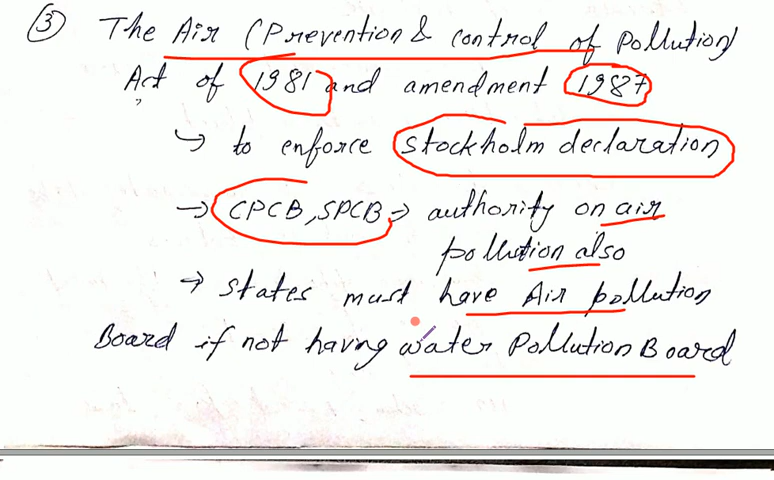 ③ The Air (Prevention & control of Pollution)
Act of 1981 and amendment 1987
→ to enforce stockholm declaration
→ CPCB, SPCB → authority on air
pollution also
→ states must have Air pollution
Board if not having water Pollution Board